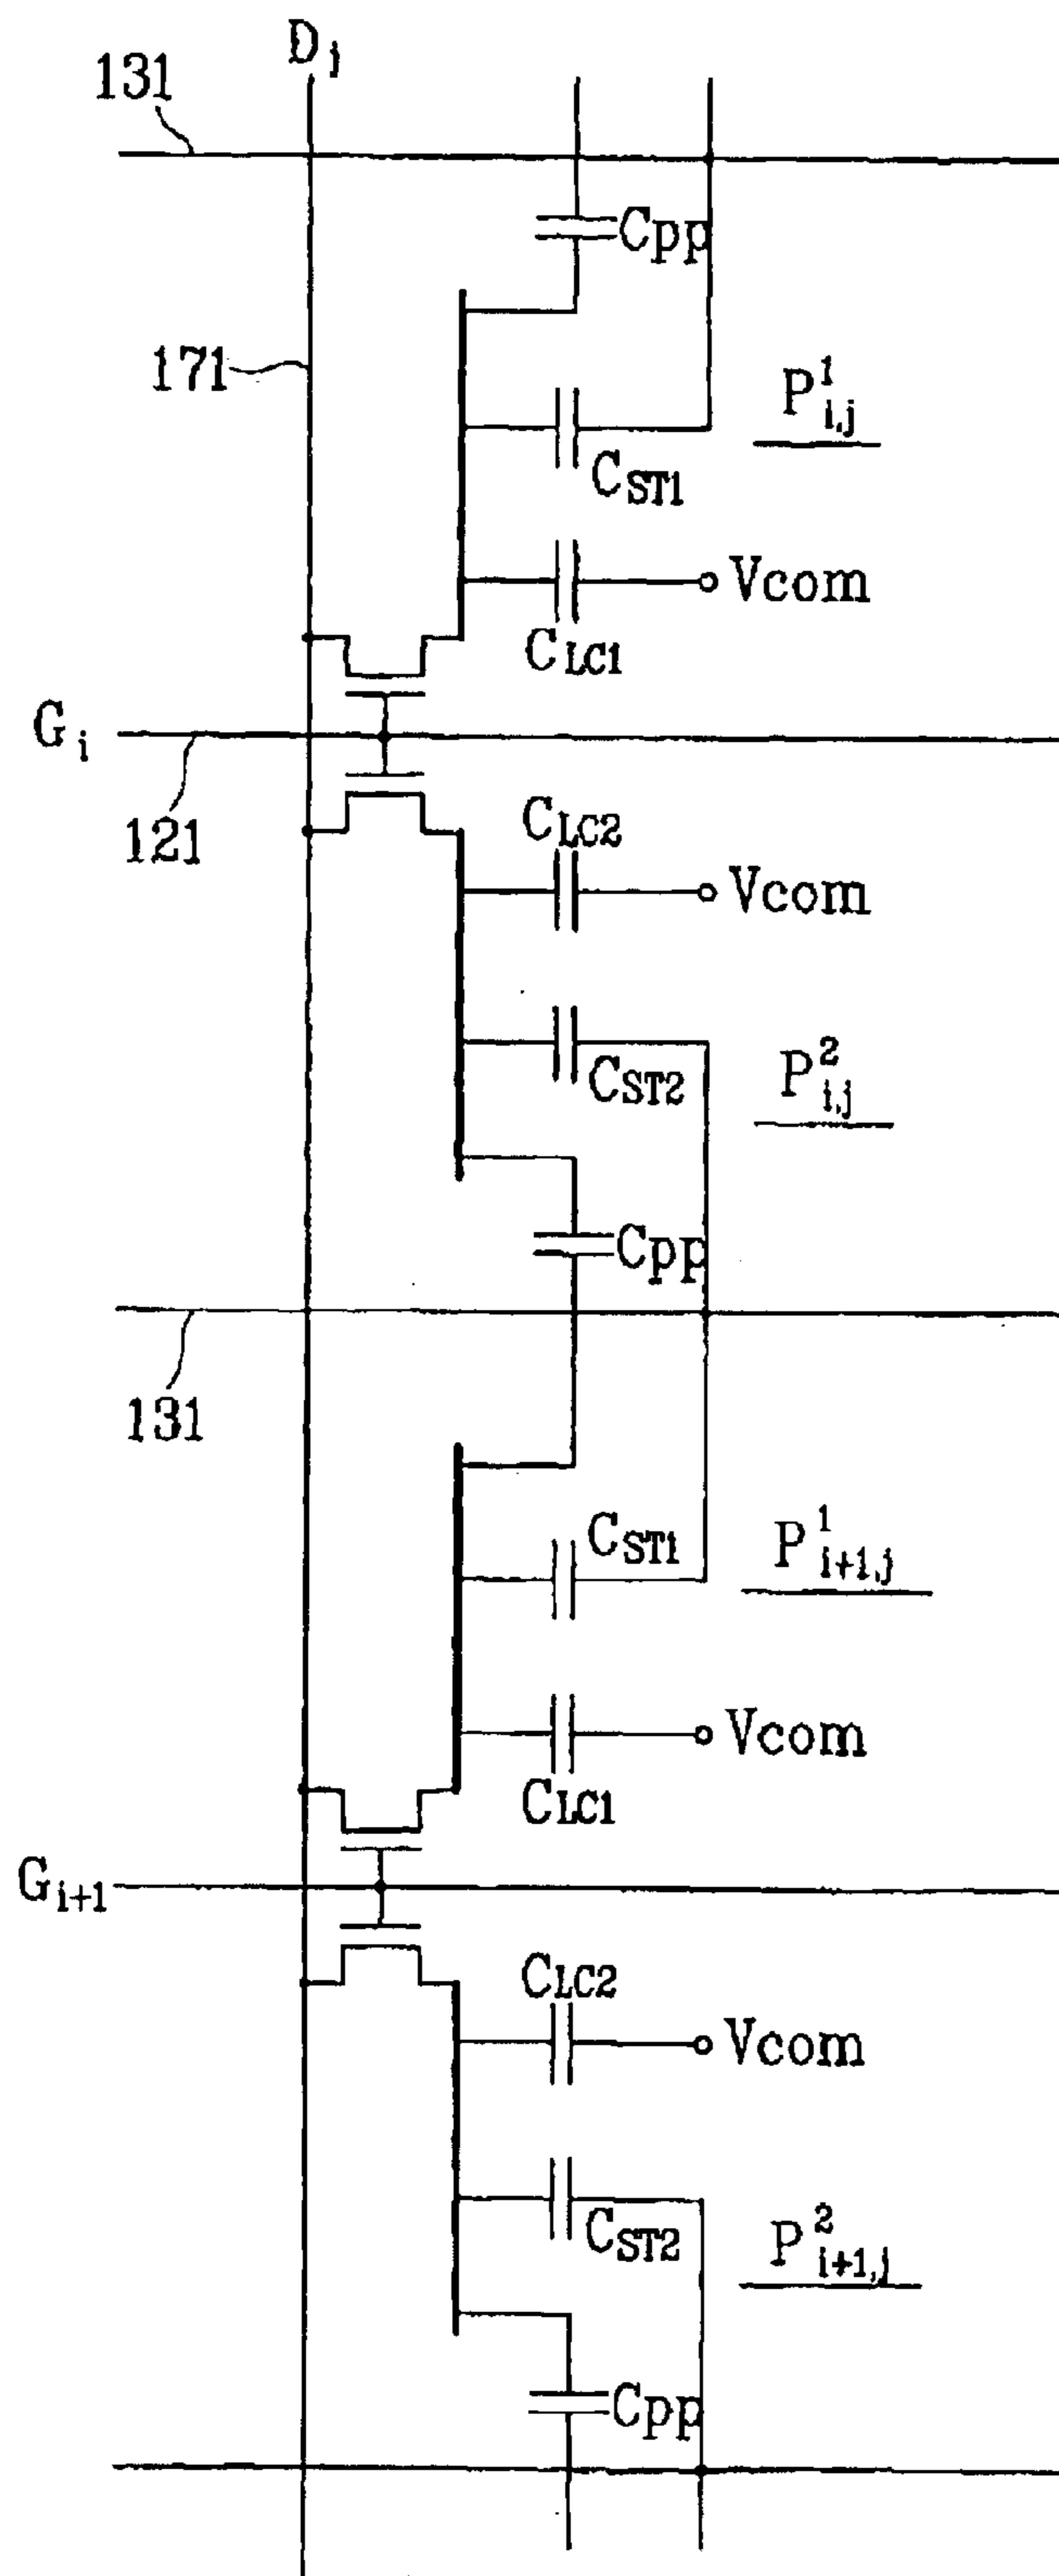 D j
131
Cpp
171
P¹i,j
CST1
Vcom
CLC1
Gi
121
CLC2
Vcom
CST2
P²i,j
Cpp
131
CST1
P¹i+1,j
Vcom
CLC1
Gi+1
CLC2
Vcom
CST2
P²i+1,j
Cpp